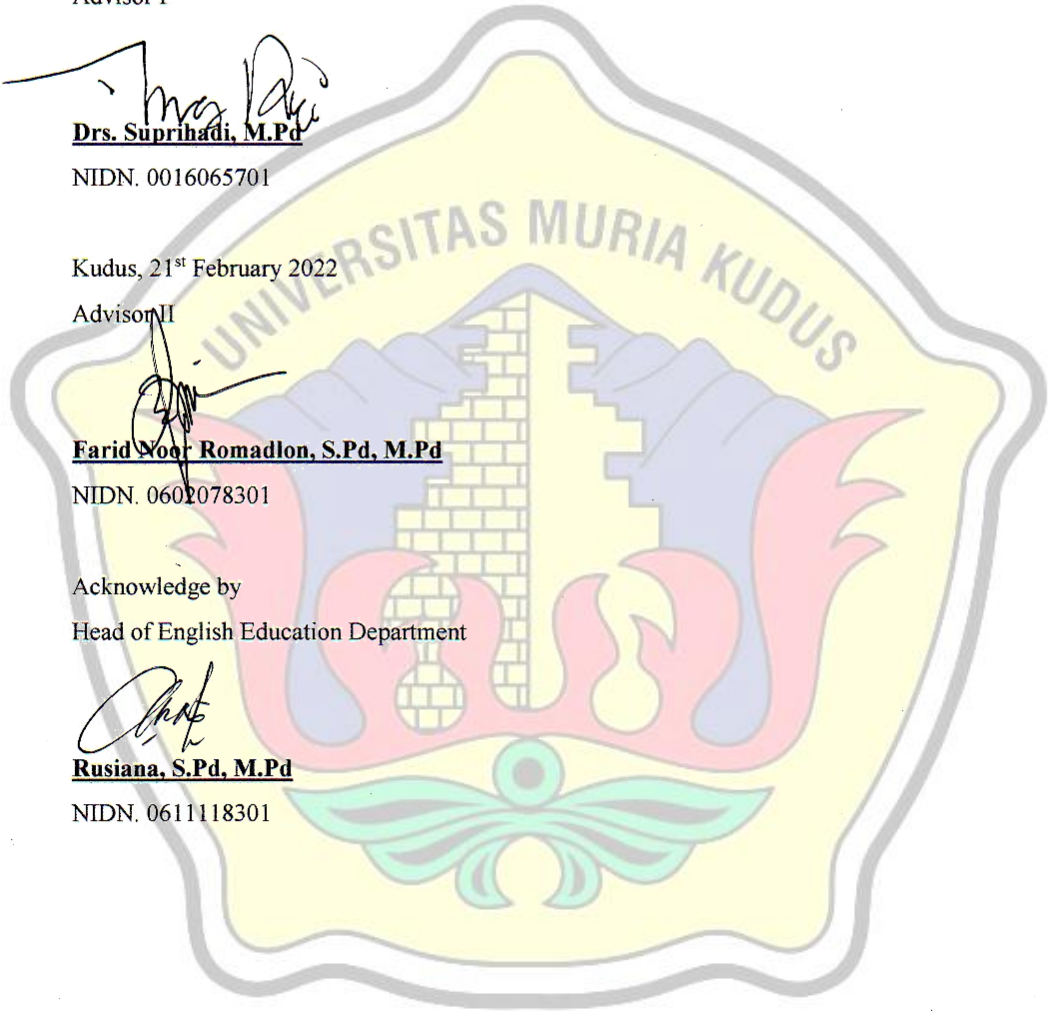 Advisor I
Drs. Suprihadi, M.Pd
NIDN. 0016065701
UNIVERSITAS MURIA KUDUS
Kudus, 21st February 2022
Advisor II
Farid Noor Romadlon, S.Pd, M.Pd
NIDN. 0602078301
Acknowledge by
Head of English Education Department
Rusiana, S.Pd, M.Pd
NIDN. 0611118301